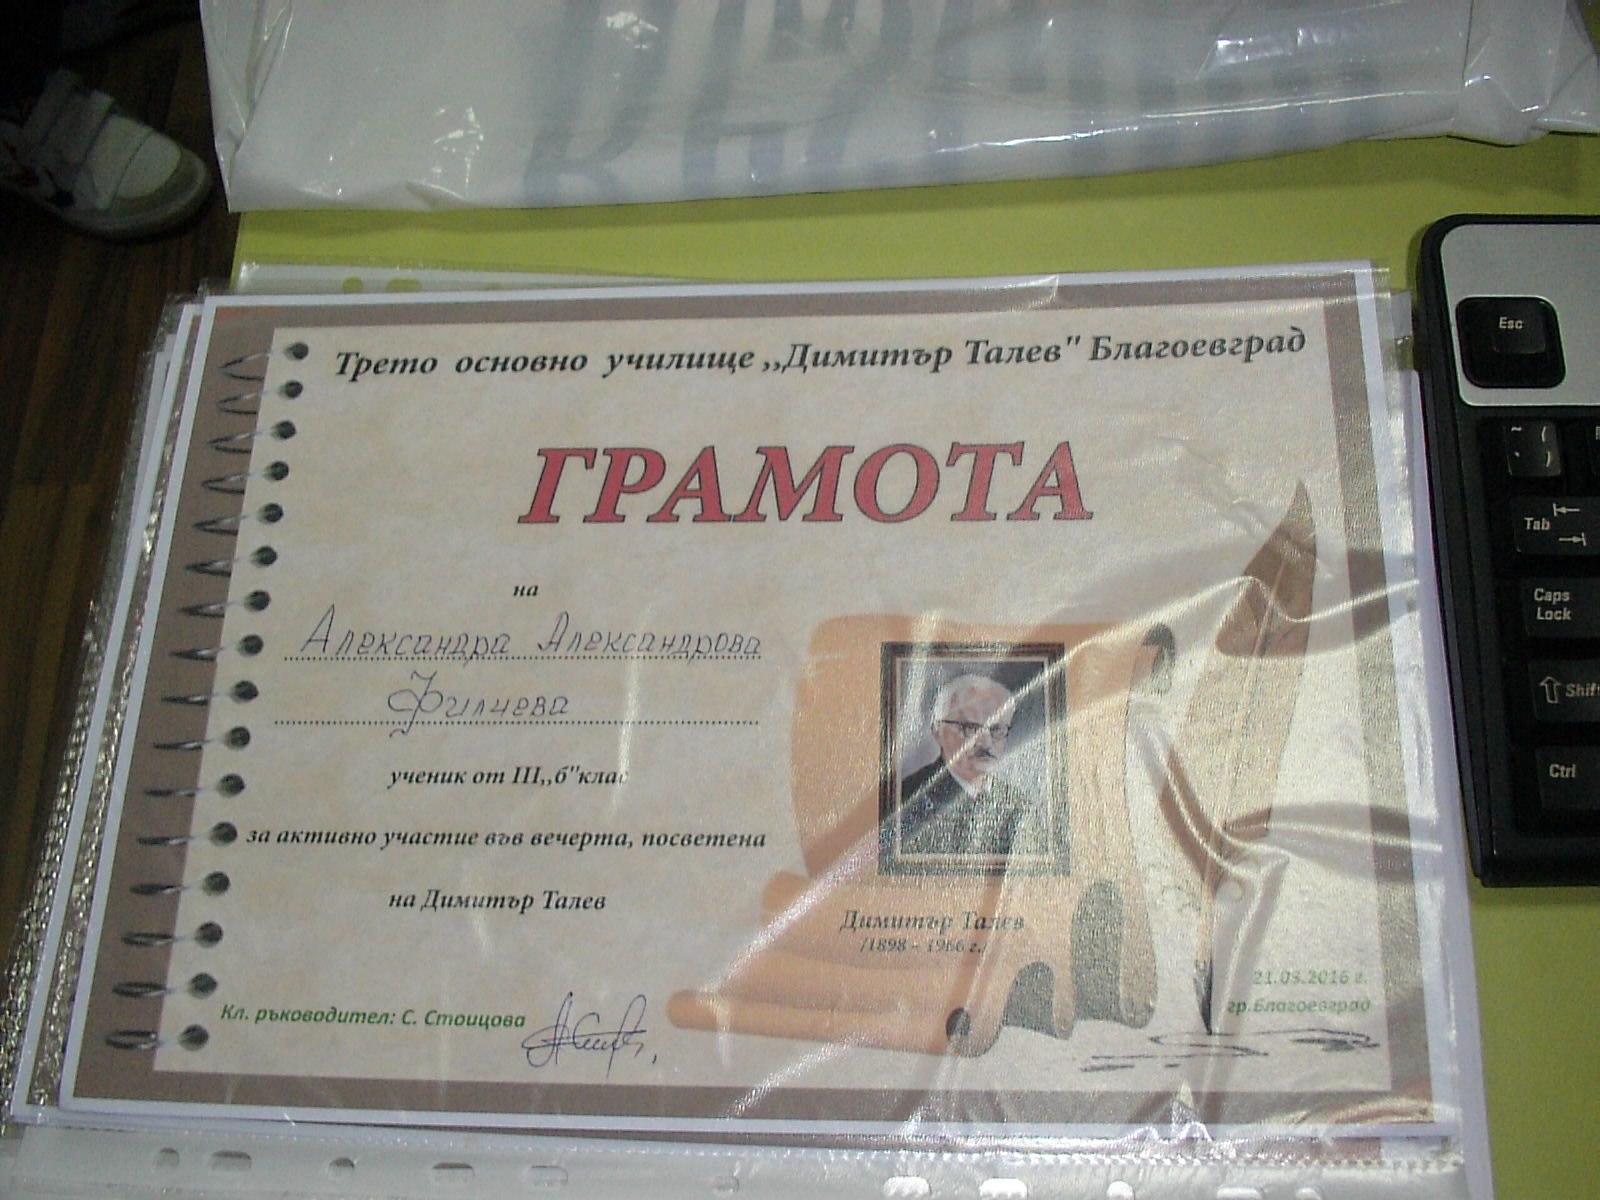 Трето основно училище ,,Димитър Талев" Благоевград
ГРАМОТА
на
Александра Александрова
Филчева
ученик от III,,б"клас
за активно участие във вечерта, посветена
на Димитър Талев
Димитър Талев
/1898 - 1966 г./
21.03.2016 г.
гр.Благоевград
Кл. ръководител: С. Стоицова
Esc
~ (
` )
Tab
Caps
Lock
Shift
Ctrl